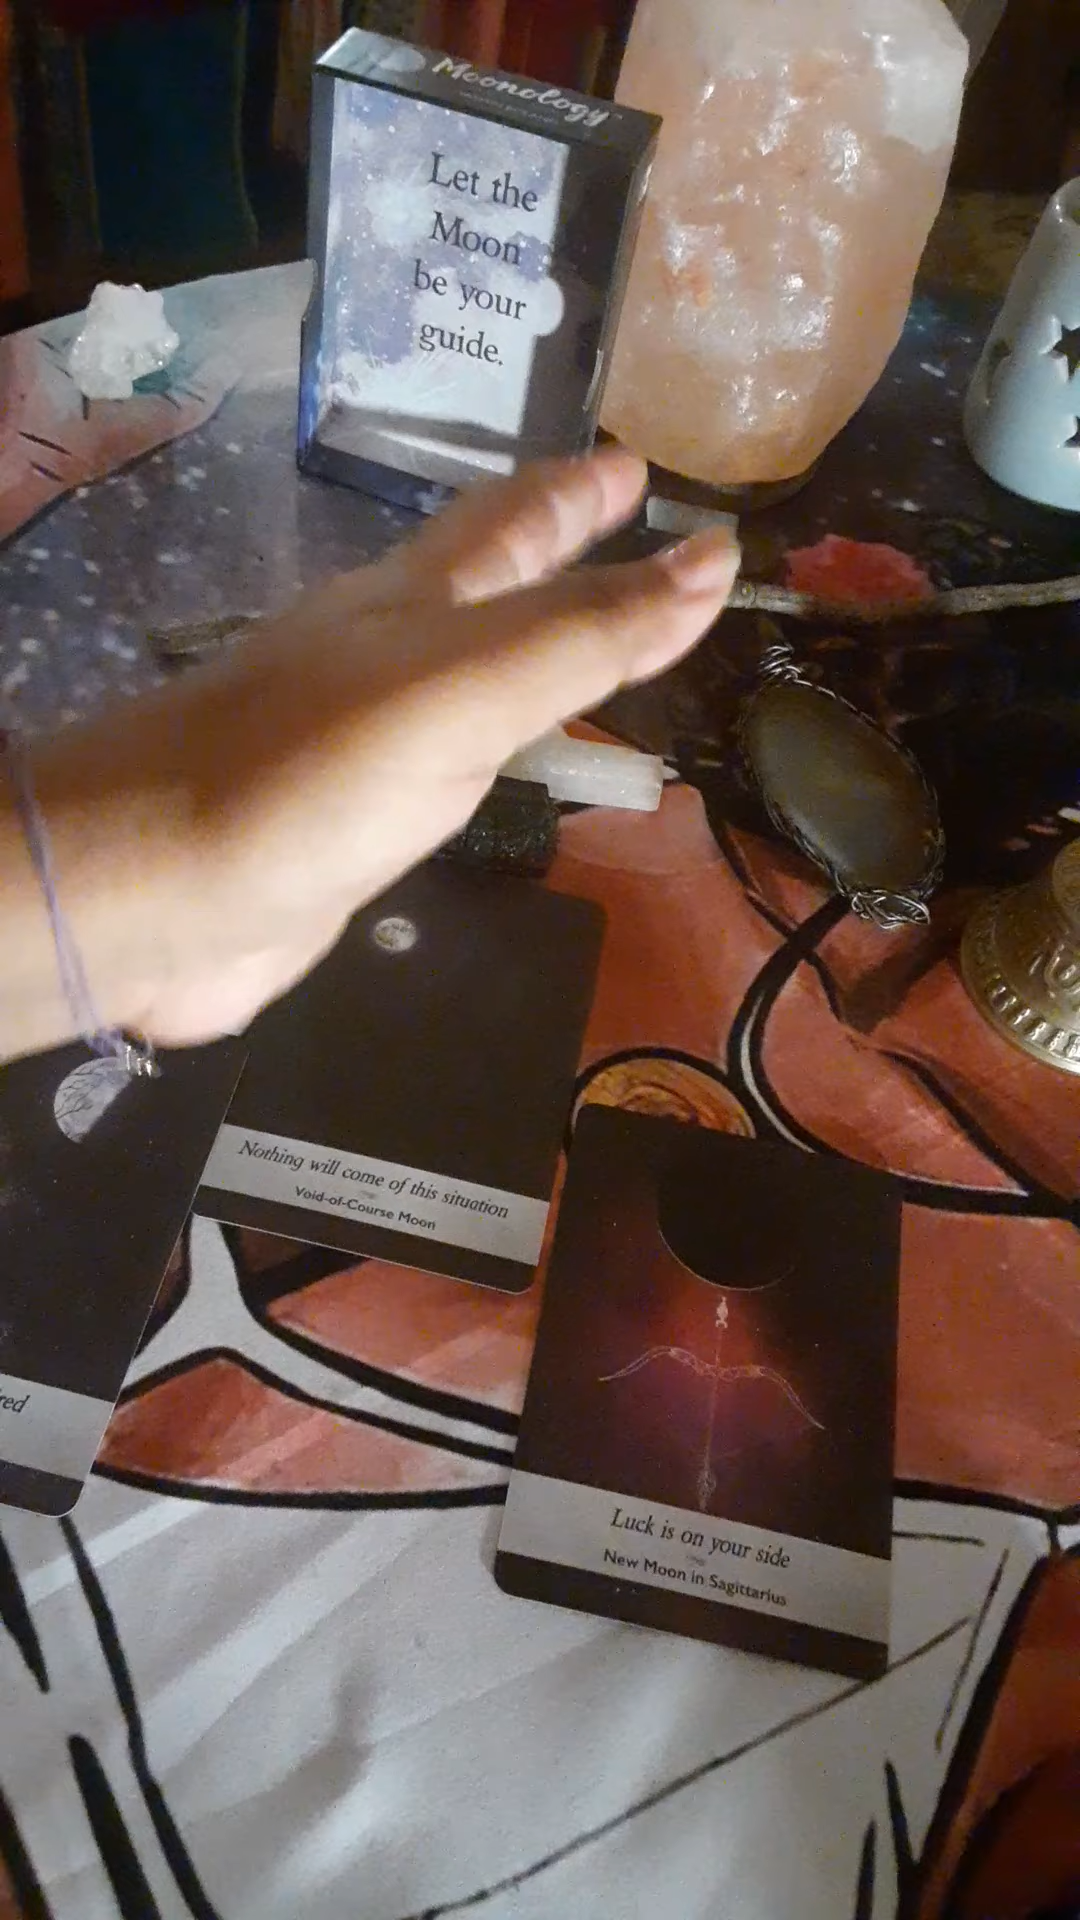 Moonology
Let the
Moon
be your
guide.
Nothing will come of this situation
Void-of-Course Moon
Luck is on your side
New Moon in Sagittarius